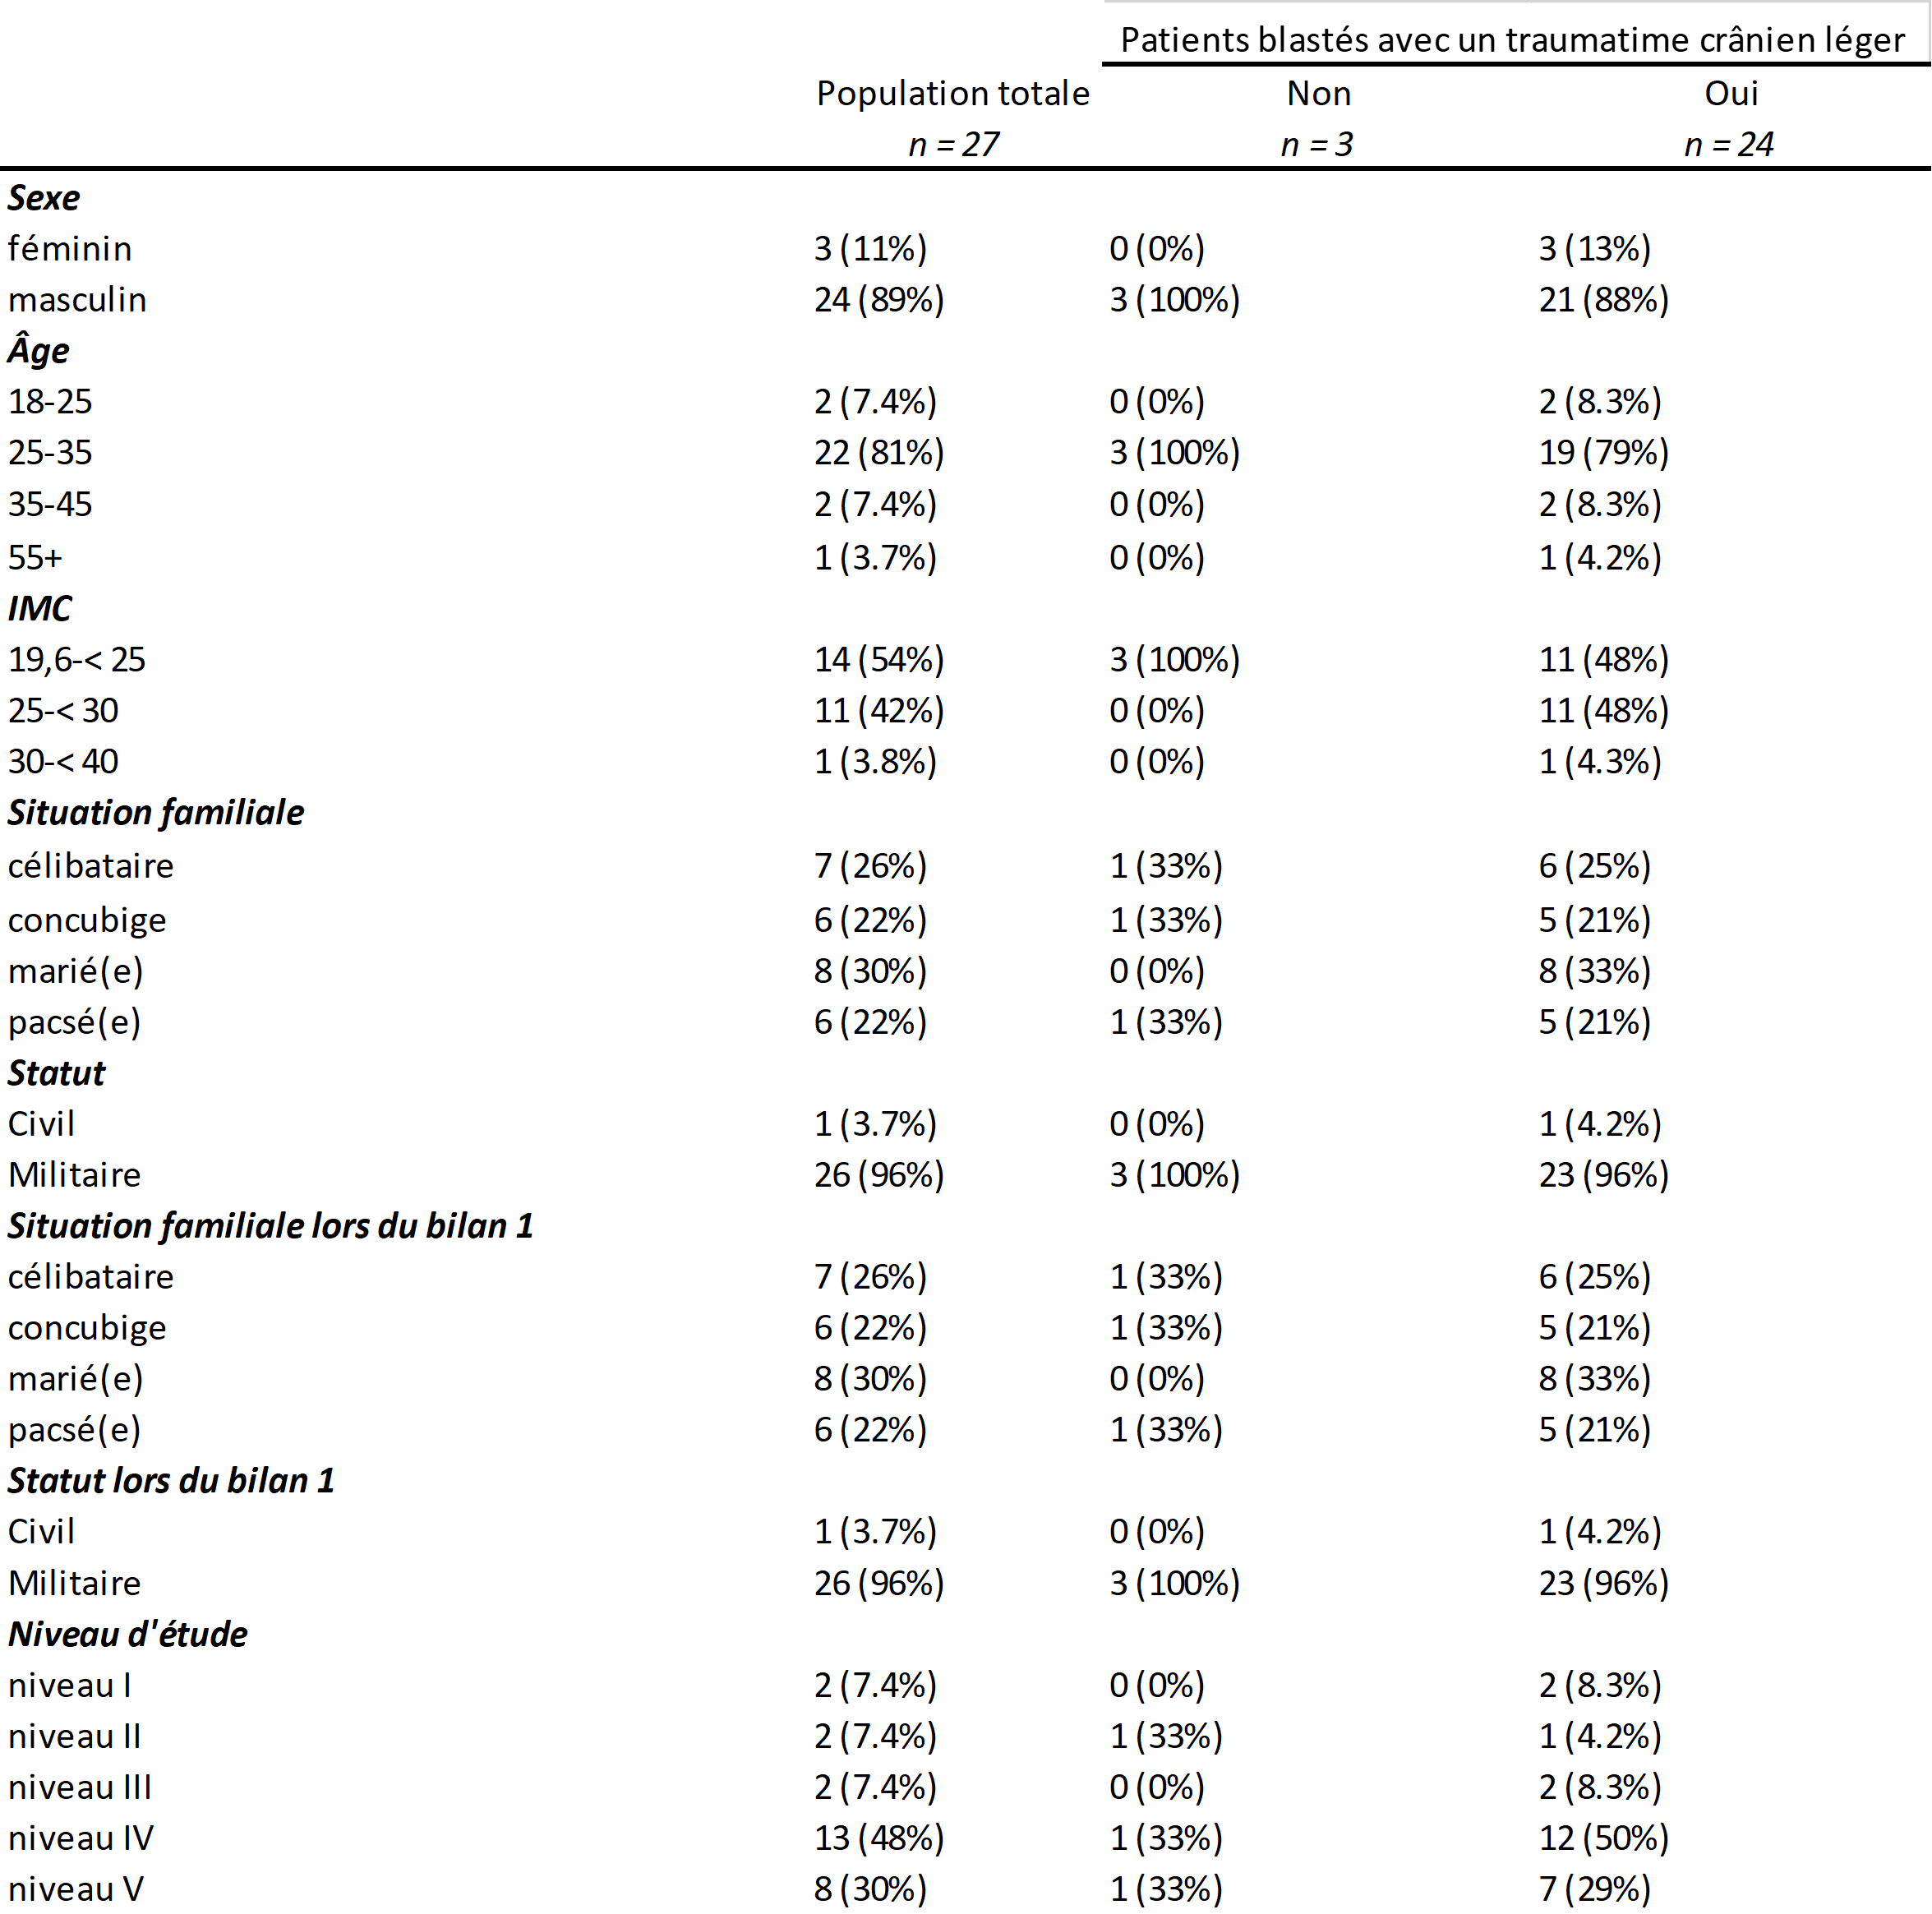 Patients blastés avec un traumatime crânien léger
Population totale Non Oui
n = 27 n = 3 n = 24
Sexe
féminin 3 (11%) 0 (0%) 3 (13%)
masculin 24 (89%) 3 (100%) 21 (88%)
Âge
18-25 2 (7.4%) 0 (0%) 2 (8.3%)
25-35 22 (81%) 3 (100%) 19 (79%)
35-45 2 (7.4%) 0 (0%) 2 (8.3%)
55+ 1 (3.7%) 0 (0%) 1 (4.2%)
IMC
19,6-< 25 14 (54%) 3 (100%) 11 (48%)
25-< 30 11 (42%) 0 (0%) 11 (48%)
30-< 40 1 (3.8%) 0 (0%) 1 (4.3%)
Situation familiale
célibataire 7 (26%) 1 (33%) 6 (25%)
concubige 6 (22%) 1 (33%) 5 (21%)
marié(e) 8 (30%) 0 (0%) 8 (33%)
pacsé(e) 6 (22%) 1 (33%) 5 (21%)
Statut
Civil 1 (3.7%) 0 (0%) 1 (4.2%)
Militaire 26 (96%) 3 (100%) 23 (96%)
Situation familiale lors du bilan 1
célibataire 7 (26%) 1 (33%) 6 (25%)
concubige 6 (22%) 1 (33%) 5 (21%)
marié(e) 8 (30%) 0 (0%) 8 (33%)
pacsé(e) 6 (22%) 1 (33%) 5 (21%)
Statut lors du bilan 1
Civil 1 (3.7%) 0 (0%) 1 (4.2%)
Militaire 26 (96%) 3 (100%) 23 (96%)
Niveau d'étude
niveau I 2 (7.4%) 0 (0%) 2 (8.3%)
niveau II 2 (7.4%) 1 (33%) 1 (4.2%)
niveau III 2 (7.4%) 0 (0%) 2 (8.3%)
niveau IV 13 (48%) 1 (33%) 12 (50%)
niveau V 8 (30%) 1 (33%) 7 (29%)